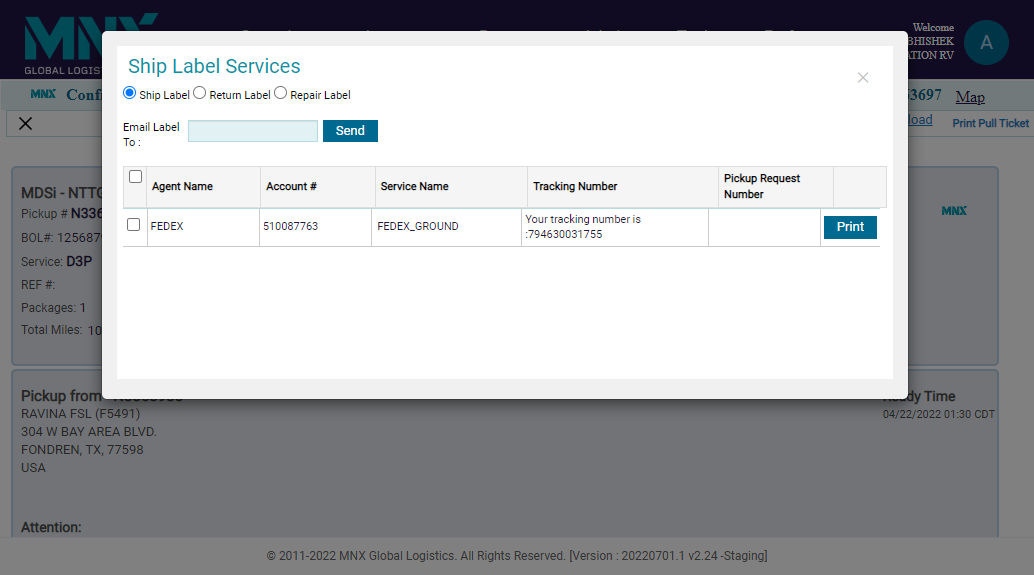 MNX
GLOBAL LOGIST
Welcome
BHISHEK
ATION RV
A
MNX Confi
3697 Map
load Print Pull Ticket
Ship Label Services
Ship Label Return Label Repair Label
Email Label
To :
Send
Agent Name Account # Service Name Tracking Number Pickup Request
Number
FEDEX 510087763 FEDEX_GROUND Your tracking number is
:794630031755
Print
MDSi - NTTC
Pickup # N336
BOL#: 125687
Service: D3P
REF #:
Packages: 1
Total Miles: 10
MNX
Pickup from
RAVINA FSL (F5491)
304 W BAY AREA BLVD.
FONDREN, TX, 77598
USA
Ready Time
04/22/2022 01:30 CDT
Attention:
© 2011-2022 MNX Global Logistics. All Rights Reserved. [Version : 20220701.1 v2.24 -Staging]